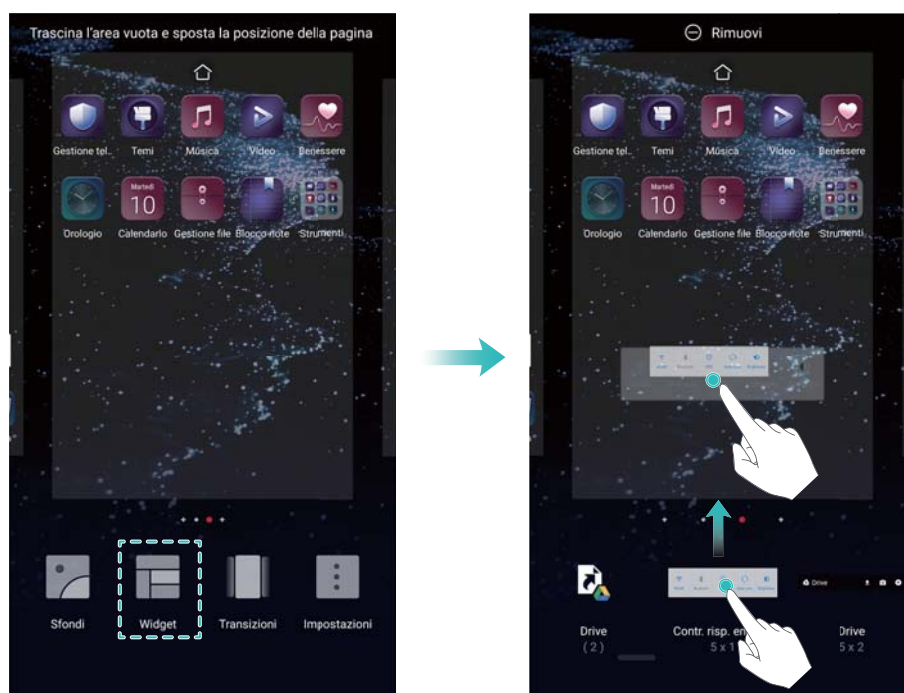 Trascina l'area vuota e sposta la posizione della pagina
Gestione tel.. Temi Musica Video Benessere
Martedì
10
Orologio Calendario Gestione file Blocco note Strumenti
Sfondi Widget Transizioni Impostazioni
Rimuovi
Gestione tel.. Temi Musica Video Benessere
Martedì
10
Orologio Calendario Gestione file Blocco note Strumenti
Drive
Drive Contr. risp. en Drive
( 2 ) 5 x 1 5 x 2